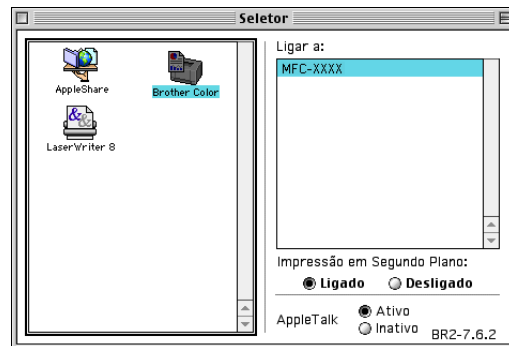 Seletor
AppleShare
Brother Color
LaserWriter 8
Ligar a:
MFC-XXXX
Impressão em Segundo Plano:
Ligado Desligado
AppleTalk
Ativo
Inativo
BR2-7.6.2